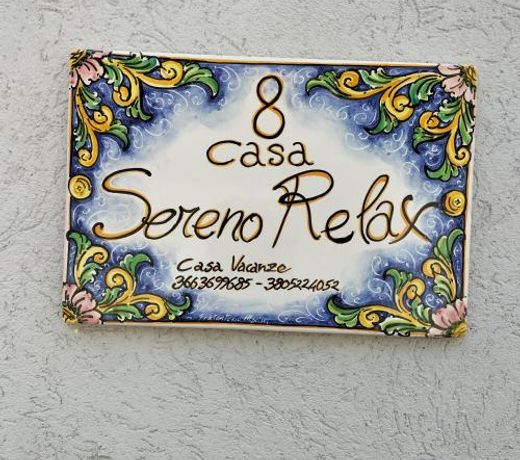 8
casa
Sereno Relax
Casa Vacanze
3663699685 - 3805224052